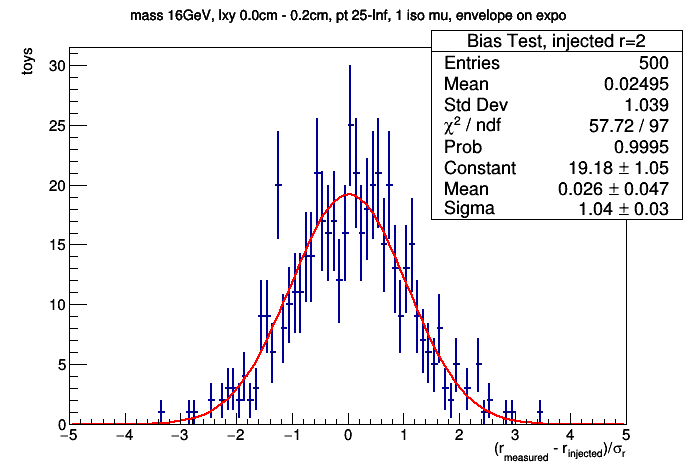 mass 16GeV, lxy 0.0cm - 0.2cm, pt 25-Inf, 1 iso mu, envelope on expo
Bias Test, injected r=2
Entries 500
Mean 0.02495
Std Dev 1.039
χ² / ndf 57.72 / 97
Prob 0.9995
Constant 19.18 ± 1.05
Mean 0.026 ± 0.047
Sigma 1.04 ± 0.03
toys
30
25
20
15
10
5
0
−5 −4 −3 −2 −1 0 1 2 3 4 5
(r_measured - r_injected)/σ_r